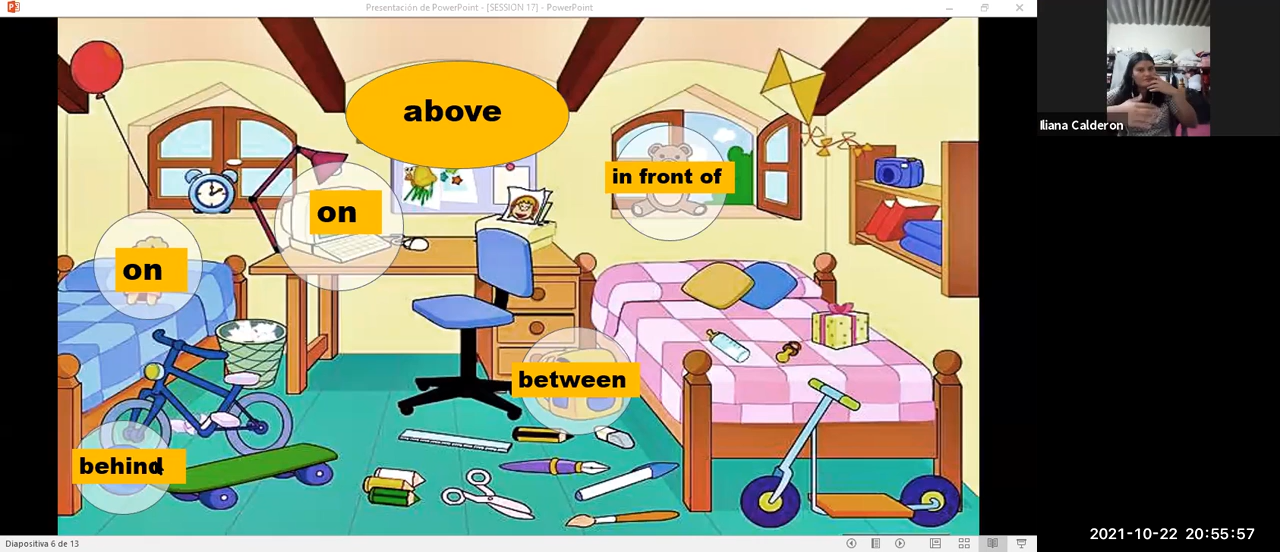 Presentación de PowerPoint - [SESSION 17] - PowerPoint
above
in front of
on
on
between
behind
Iliana Calderon
Diapositiva 6 de 13
2021-10-22 20:55:57